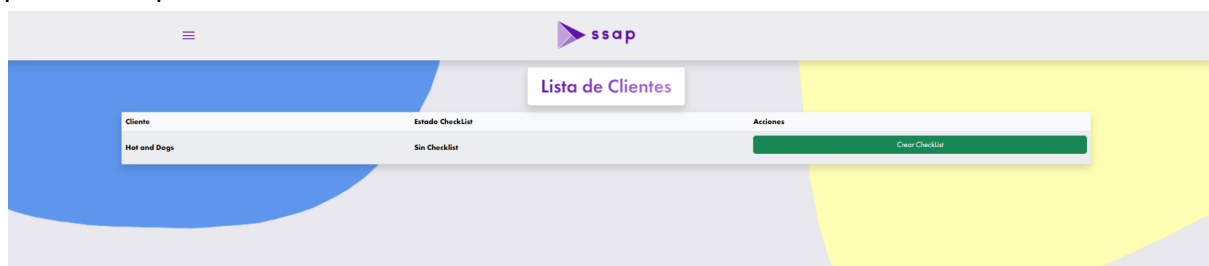 ssap
Lista de Clientes
Cliente Estado CheckList Acciones
Hot and Dogs Sin Checklist Crear CheckList